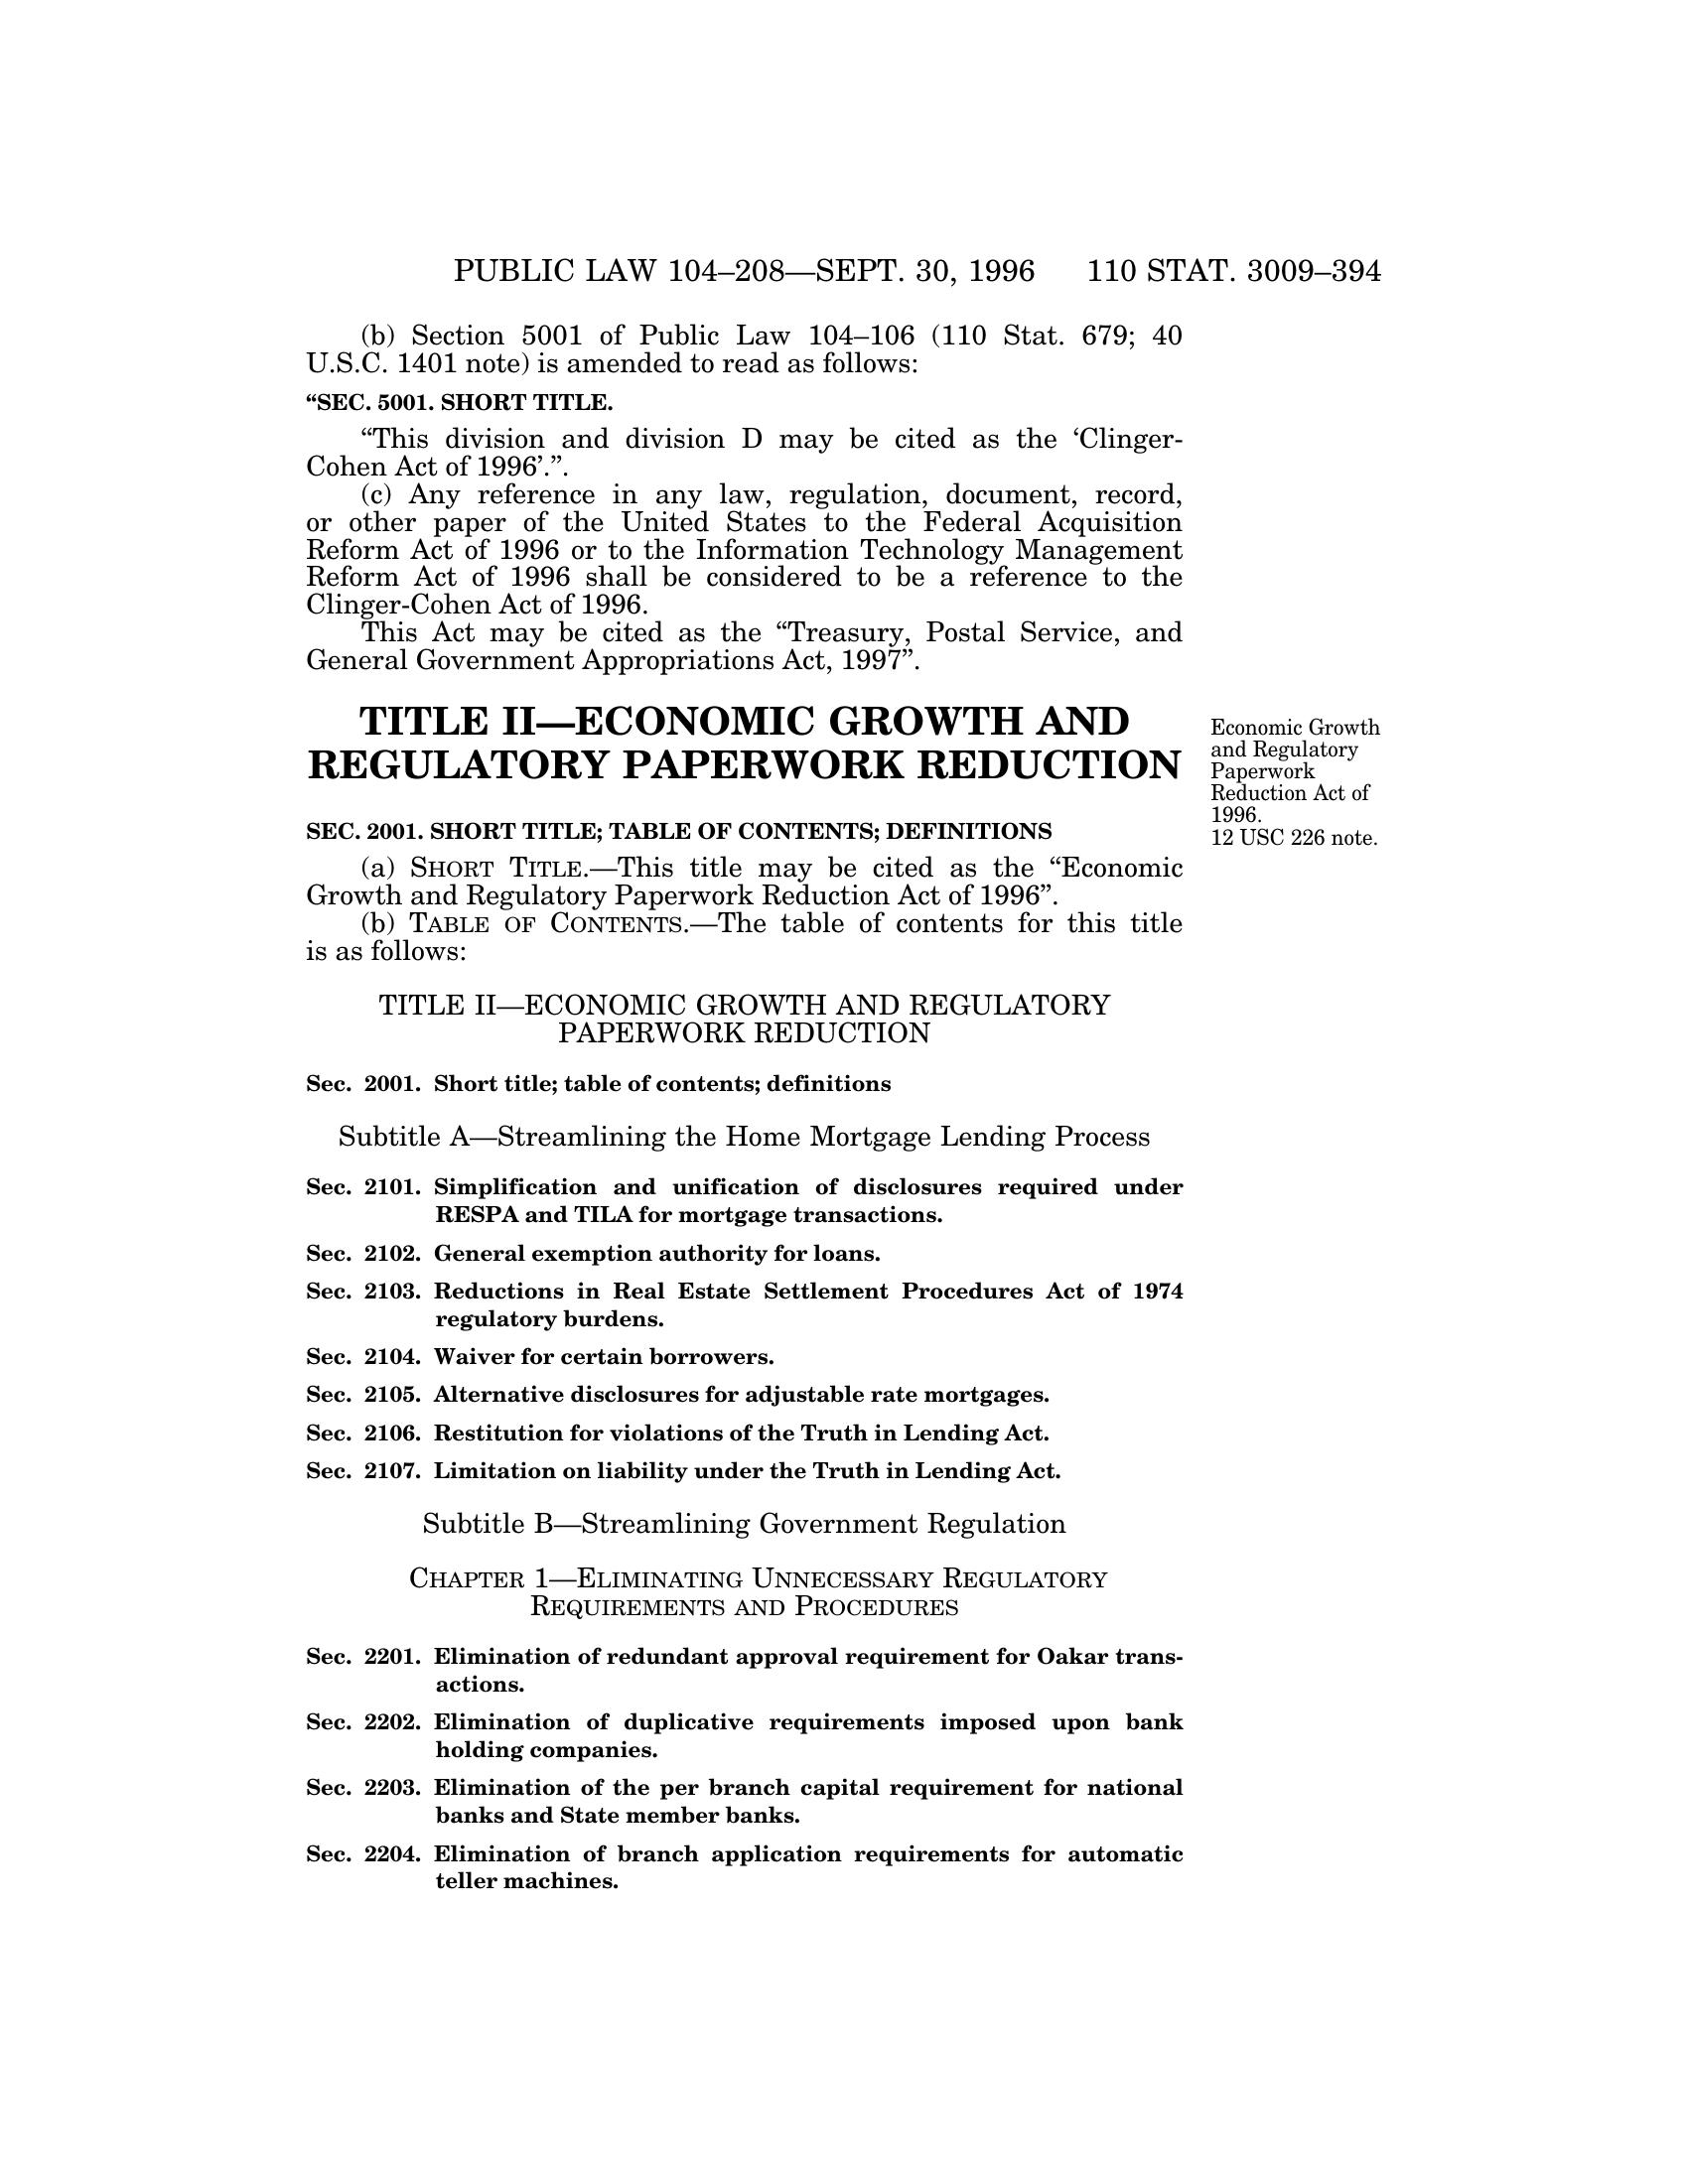 PUBLIC LAW 104–208—SEPT. 30, 1996 110 STAT. 3009–394
(b) Section 5001 of Public Law 104–106 (110 Stat. 679; 40
U.S.C. 1401 note) is amended to read as follows:
“SEC. 5001. SHORT TITLE.
“This division and division D may be cited as the ‘Clinger-
Cohen Act of 1996’.”.
(c) Any reference in any law, regulation, document, record,
or other paper of the United States to the Federal Acquisition
Reform Act of 1996 or to the Information Technology Management
Reform Act of 1996 shall be considered to be a reference to the
Clinger-Cohen Act of 1996.
This Act may be cited as the “Treasury, Postal Service, and
General Government Appropriations Act, 1997”.
TITLE II—ECONOMIC GROWTH AND
REGULATORY PAPERWORK REDUCTION
Economic Growth
and Regulatory
Paperwork
Reduction Act of
1996.
12 USC 226 note.
SEC. 2001. SHORT TITLE; TABLE OF CONTENTS; DEFINITIONS
(a) SHORT TITLE.—This title may be cited as the “Economic
Growth and Regulatory Paperwork Reduction Act of 1996”.
(b) TABLE OF CONTENTS.—The table of contents for this title
is as follows:
TITLE II—ECONOMIC GROWTH AND REGULATORY
PAPERWORK REDUCTION
Sec. 2001. Short title; table of contents; definitions
Subtitle A—Streamlining the Home Mortgage Lending Process
Sec. 2101. Simplification and unification of disclosures required under
RESPA and TILA for mortgage transactions.
Sec. 2102. General exemption authority for loans.
Sec. 2103. Reductions in Real Estate Settlement Procedures Act of 1974
regulatory burdens.
Sec. 2104. Waiver for certain borrowers.
Sec. 2105. Alternative disclosures for adjustable rate mortgages.
Sec. 2106. Restitution for violations of the Truth in Lending Act.
Sec. 2107. Limitation on liability under the Truth in Lending Act.
Subtitle B—Streamlining Government Regulation
CHAPTER 1—ELIMINATING UNNECESSARY REGULATORY
REQUIREMENTS AND PROCEDURES
Sec. 2201. Elimination of redundant approval requirement for Oakar trans-
actions.
Sec. 2202. Elimination of duplicative requirements imposed upon bank
holding companies.
Sec. 2203. Elimination of the per branch capital requirement for national
banks and State member banks.
Sec. 2204. Elimination of branch application requirements for automatic
teller machines.